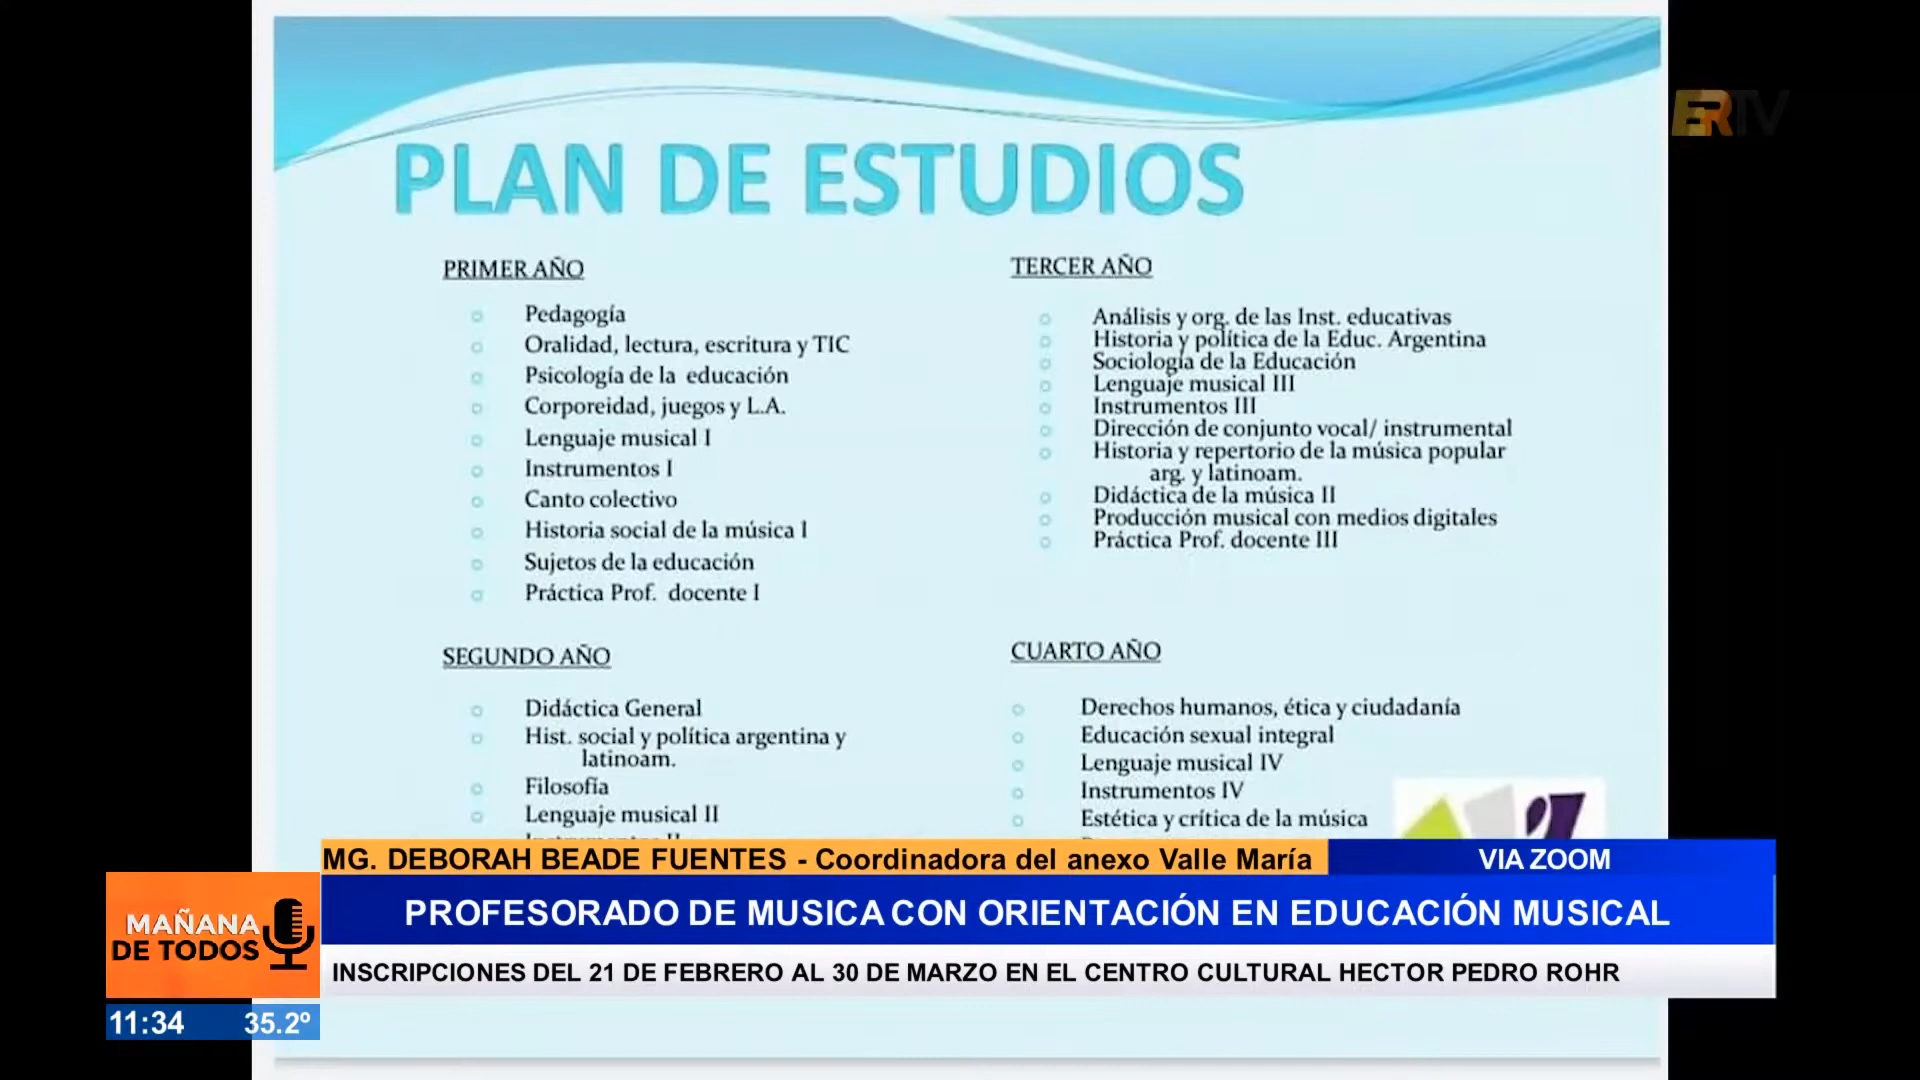 ERTV
PLAN DE ESTUDIOS
PRIMER AÑO
Pedagogía
Oralidad, lectura, escritura y TIC
Psicología de la educación
Corporeidad, juegos y L.A.
Lenguaje musical I
Instrumentos I
Canto colectivo
Historia social de la música I
Sujetos de la educación
Práctica Prof. docente I
SEGUNDO AÑO
Didáctica General
Hist. social y política argentina y
latinoam.
Filosofía
Lenguaje musical II
TERCER AÑO
Análisis y org. de las Inst. educativas
Historia y política de la Educ. Argentina
Sociología de la Educación
Lenguaje musical III
Instrumentos III
Dirección de conjunto vocal/ instrumental
Historia y repertorio de la música popular
arg. y latinoam.
Didáctica de la música II
Producción musical con medios digitales
Práctica Prof. docente III
CUARTO AÑO
Derechos humanos, ética y ciudadanía
Educación sexual integral
Lenguaje musical IV
Instrumentos IV
Estética y crítica de la música
MG. DEBORAH BEADE FUENTES - Coordinadora del anexo Valle María
VIA ZOOM
PROFESORADO DE MUSICA CON ORIENTACIÓN EN EDUCACIÓN MUSICAL
INSCRIPCIONES DEL 21 DE FEBRERO AL 30 DE MARZO EN EL CENTRO CULTURAL HECTOR PEDRO ROHR
MAÑANA
DE TODOS
11:34 35.2º